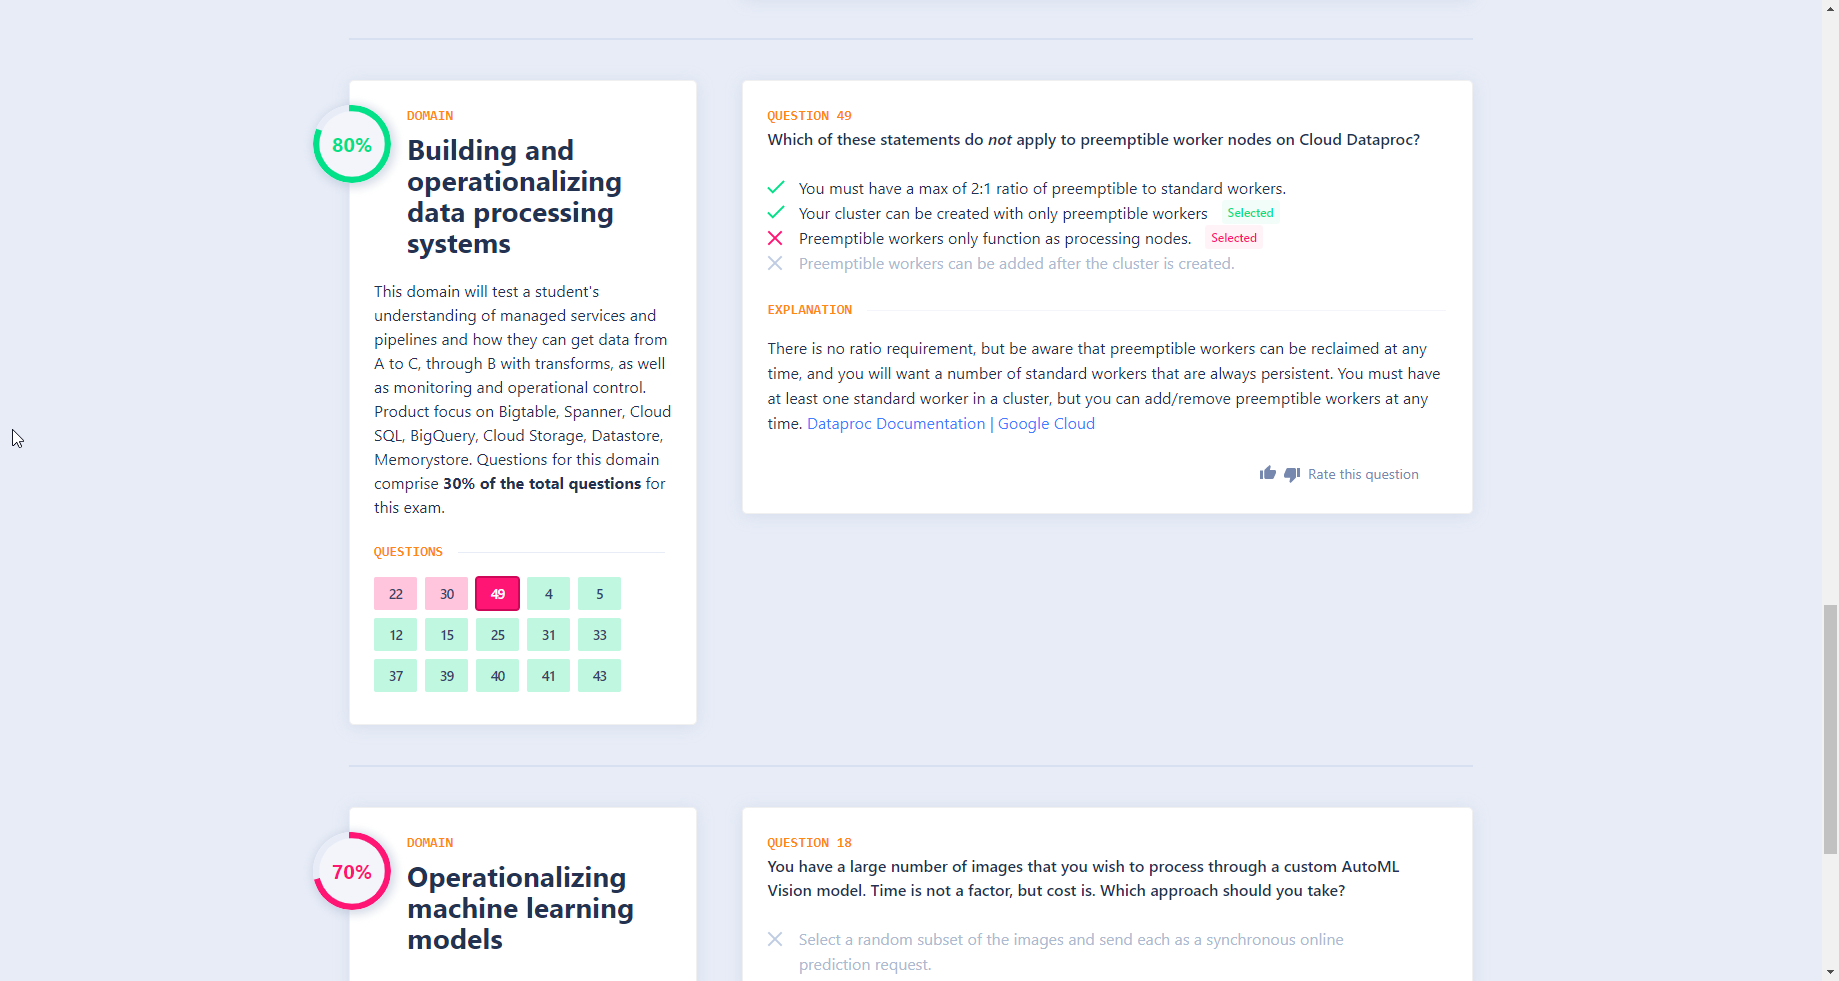 80%
DOMAIN
Building and
operationalizing
data processing
systems
This domain will test a student's
understanding of managed services and
pipelines and how they can get data from
A to C, through B with transforms, as well
as monitoring and operational control.
Product focus on Bigtable, Spanner, Cloud
SQL, BigQuery, Cloud Storage, Datastore,
Memorystore. Questions for this domain
comprise 30% of the total questions for
this exam.
QUESTIONS
22 30 49 4 5
12 15 25 31 33
37 39 40 41 43
QUESTION 49
Which of these statements do not apply to preemptible worker nodes on Cloud Dataproc?
You must have a max of 2:1 ratio of preemptible to standard workers.
Your cluster can be created with only preemptible workers Selected
Preemptible workers only function as processing nodes. Selected
Preemptible workers can be added after the cluster is created.
EXPLANATION
There is no ratio requirement, but be aware that preemptible workers can be reclaimed at any
time, and you will want a number of standard workers that are always persistent. You must have
at least one standard worker in a cluster, but you can add/remove preemptible workers at any
time. Dataproc Documentation | Google Cloud
Rate this question
70%
DOMAIN
Operationalizing
machine learning
models
QUESTION 18
You have a large number of images that you wish to process through a custom AutoML
Vision model. Time is not a factor, but cost is. Which approach should you take?
Select a random subset of the images and send each as a synchronous online
prediction request.